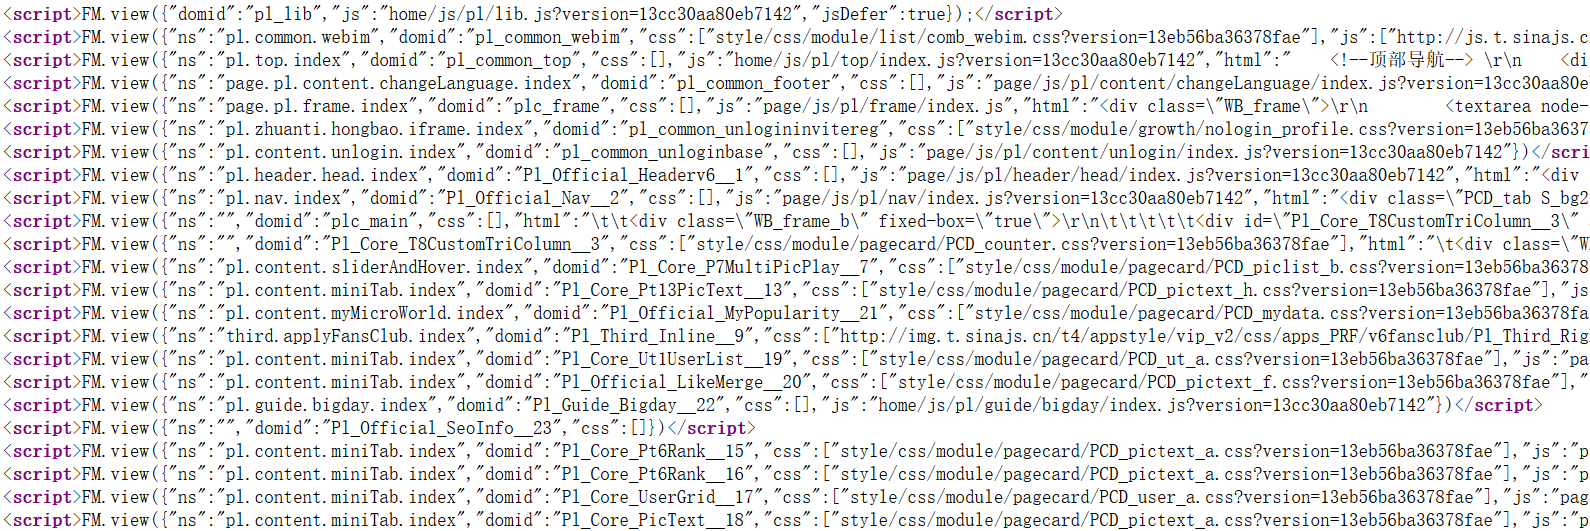 <script>FM.view({"domid":"pl_lib","js":"home/js/pl/lib.js?version=13cc30aa80eb7142","jsDefer":true});</script>
<script>FM.view({"ns":"pl.common.webim","domid":"pl_common_webim","css":["style/css/module/list/comb_webim.css?version=13eb56ba36378fae"],"js":["http://js.t.sinajs.c
<script>FM.view({"ns":"pl.top.index","domid":"pl_common_top","css":[],"js":"home/js/pl/top/index.js?version=13cc30aa80eb7142","html":"    <!--顶部导航--> \r\n    <di
<script>FM.view({"ns":"page.pl.content.changeLanguage.index","domid":"pl_common_footer","css":[],"js":"page/js/pl/content/changeLanguage/index.js?version=13cc30aa80e
<script>FM.view({"ns":"page.pl.frame.index","domid":"plc_frame","css":[],"js":"page/js/pl/frame/index.js","html":"<div class=\"WB_frame\">\r\n        <textarea node-
<script>FM.view({"ns":"pl.zhuanti.hongbao.iframe.index","domid":"pl_common_unlogininvitereg","css":["style/css/module/growth/nologin_profile.css?version=13eb56ba3637
<script>FM.view({"ns":"pl.content.unlogin.index","domid":"pl_common_unloginbase","css":[],"js":"page/js/pl/content/unlogin/index.js?version=13cc30aa80eb7142"})</scri
<script>FM.view({"ns":"pl.header.head.index","domid":"Pl_Official_Headerv6__1","css":[],"js":"page/js/pl/header/head/index.js?version=13cc30aa80eb7142","html":"<div
<script>FM.view({"ns":"pl.nav.index","domid":"Pl_Official_Nav__2","css":[],"js":"page/js/pl/nav/index.js?version=13cc30aa80eb7142","html":"<div class=\"PCD_tab S_bg2
<script>FM.view({"ns":"","domid":"plc_main","css":[],"html":"\t\t<div class=\"WB_frame_b\" fixed-box=\"true\">\r\n\t\t\t\t\t<div id=\"Pl_Core_T8CustomTriColumn__3\"
<script>FM.view({"ns":"","domid":"Pl_Core_T8CustomTriColumn__3","css":["style/css/module/pagecard/PCD_counter.css?version=13eb56ba36378fae"],"html":"\t<div class=\"W
<script>FM.view({"ns":"pl.content.sliderAndHover.index","domid":"Pl_Core_P7MultiPicPlay__7","css":["style/css/module/pagecard/PCD_piclist_b.css?version=13eb56ba36378
<script>FM.view({"ns":"pl.content.miniTab.index","domid":"Pl_Core_Pt13PicText__13","css":["style/css/module/pagecard/PCD_pictext_h.css?version=13eb56ba36378fae"],"js
<script>FM.view({"ns":"pl.content.myMicroWorld.index","domid":"Pl_Official_MyPopularity__21","css":["style/css/module/pagecard/PCD_mydata.css?version=13eb56ba36378fa
<script>FM.view({"ns":"third.applyFansClub.index","domid":"Pl_Third_Inline__9","css":["http://img.t.sinajs.cn/t4/appstyle/vip_v2/css/apps_PRF/v6fansclub/Pl_Third_Rig
<script>FM.view({"ns":"pl.content.miniTab.index","domid":"Pl_Core_Ut1UserList__19","css":["style/css/module/pagecard/PCD_ut_a.css?version=13eb56ba36378fae"],"js":"pa
<script>FM.view({"ns":"pl.content.miniTab.index","domid":"Pl_Official_LikeMerge__20","css":["style/css/module/pagecard/PCD_pictext_f.css?version=13eb56ba36378fae"],"
<script>FM.view({"ns":"pl.guide.bigday.index","domid":"Pl_Guide_Bigday__22","css":[],"js":"home/js/pl/guide/bigday/index.js?version=13cc30aa80eb7142"})</script>
<script>FM.view({"ns":"","domid":"Pl_Official_SeoInfo__23","css":[]})</script>
<script>FM.view({"ns":"pl.content.miniTab.index","domid":"Pl_Core_Pt6Rank__15","css":["style/css/module/pagecard/PCD_pictext_a.css?version=13eb56ba36378fae"],"js":"p
<script>FM.view({"ns":"pl.content.miniTab.index","domid":"Pl_Core_Pt6Rank__16","css":["style/css/module/pagecard/PCD_pictext_a.css?version=13eb56ba36378fae"],"js":"p
<script>FM.view({"ns":"pl.content.miniTab.index","domid":"Pl_Core_UserGrid__17","css":["style/css/module/pagecard/PCD_user_a.css?version=13eb56ba36378fae"],"js":"pag
<script>FM.view({"ns":"pl.content.miniTab.index","domid":"Pl_Core_PicText__18","css":["style/css/module/pagecard/PCD_pictext_a.css?version=13eb56ba36378fae"],"js":"p